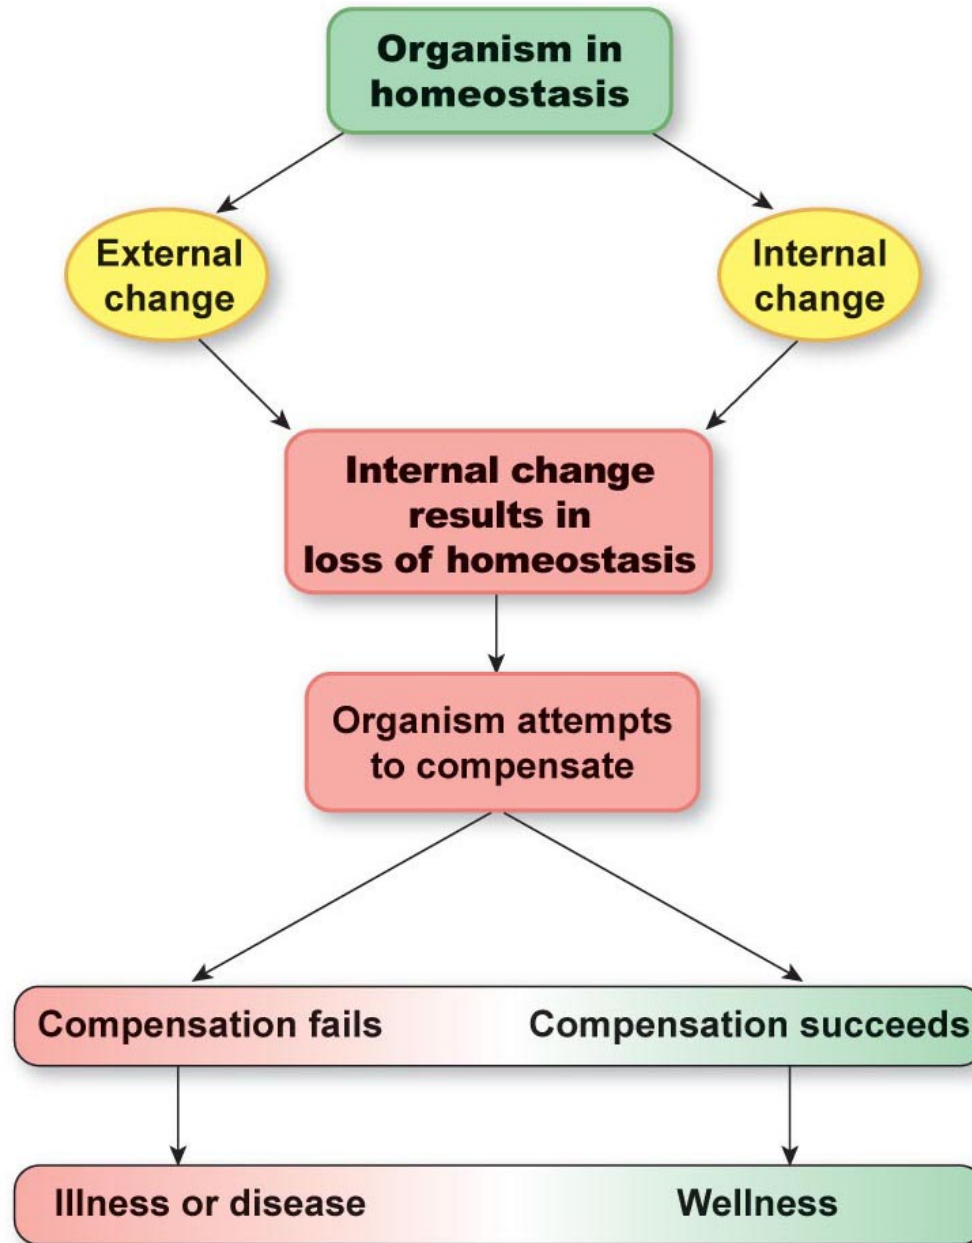 Organism in
homeostasis
External
change
Internal
change
Internal change
results in
loss of homeostasis
Organism attempts
to compensate
Compensation fails
Compensation succeeds
Illness or disease
Wellness